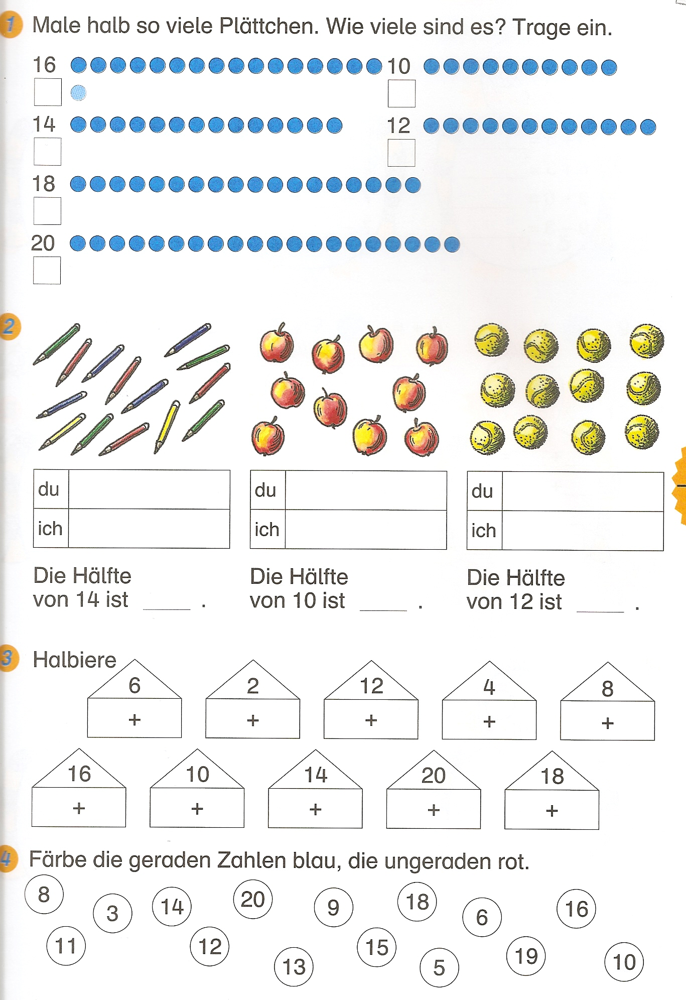 1 Male halb so viele Plättchen. Wie viele sind es? Trage ein.
16 10
14 12
18
20
2
du du du
ich ich ich
Die Hälfte Die Hälfte Die Hälfte
von 14 ist ____ . von 10 ist ____ . von 12 ist ____ .
3 Halbiere
6 2 12 4 8
+ + + + +
16 10 14 20 18
+ + + + +
4 Färbe die geraden Zahlen blau, die ungeraden rot.
8 3 14 20 9 18 6 16
11 12 13 15 5 19 10